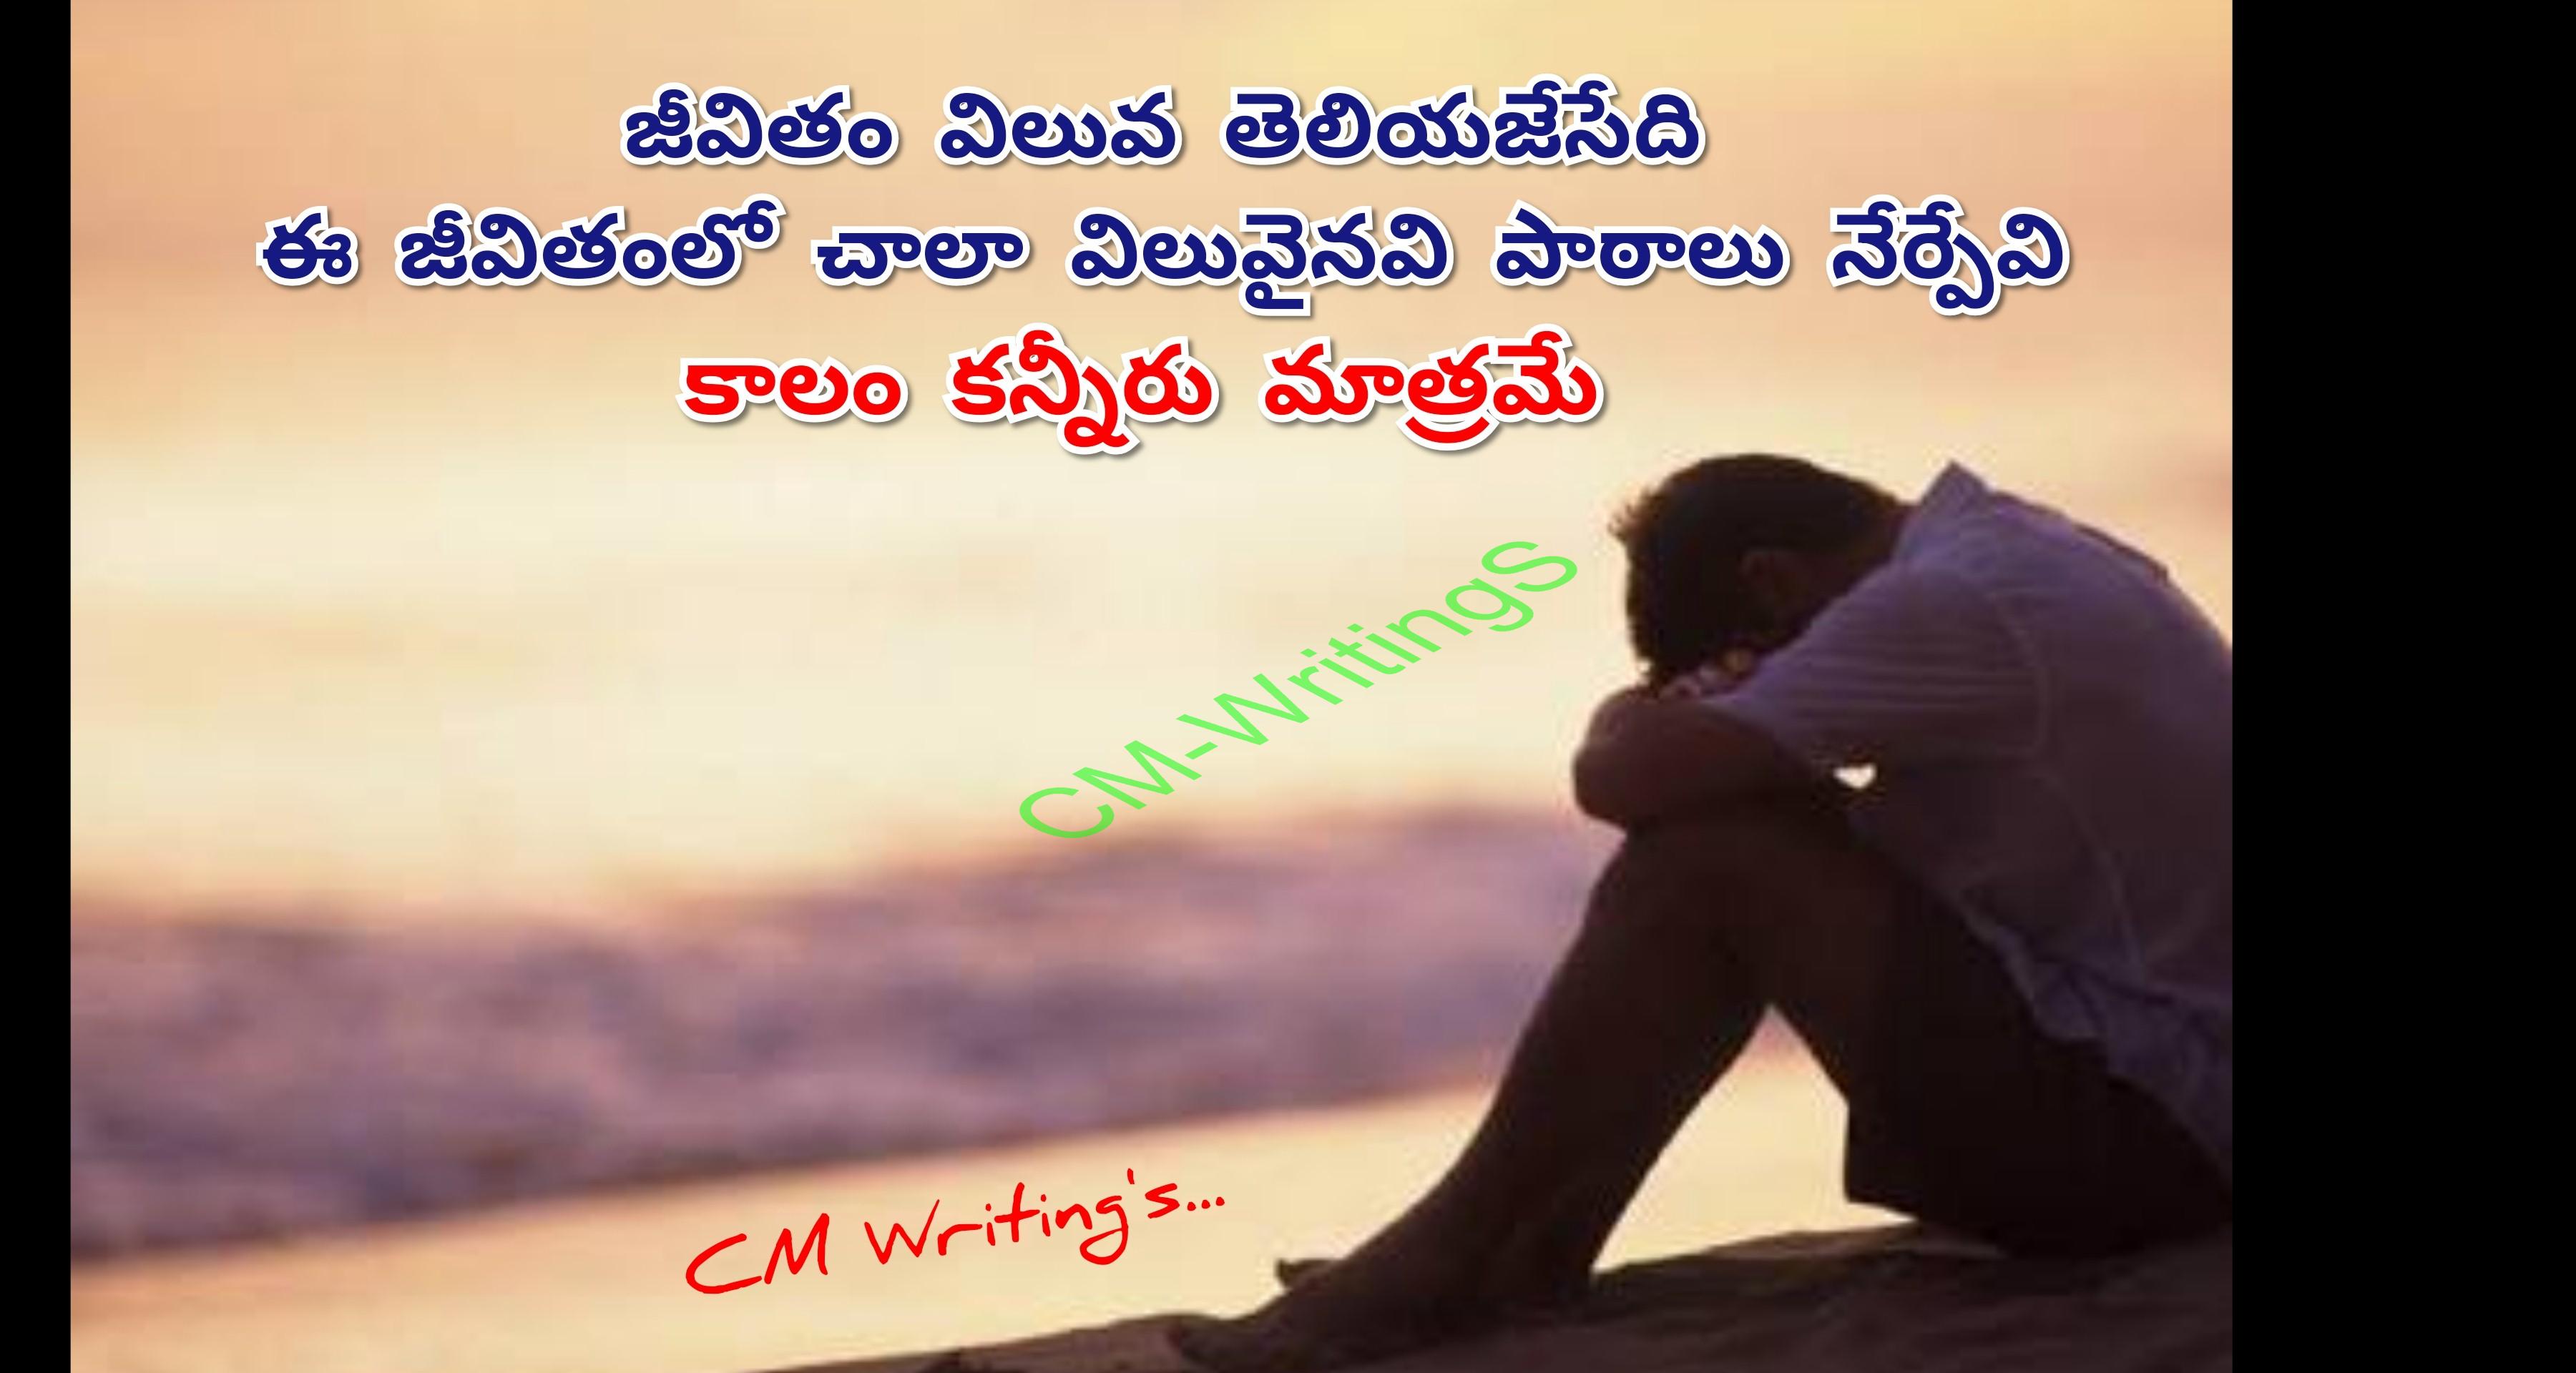 జీవితం విలువ తెలియజేసేది
ఈ జీవితంలో చాలా విలువైనవి పాఠాలు నేర్పేవి
కాలం కన్నీరు మాత్రమే
CM-WritingS
CM Writing's...